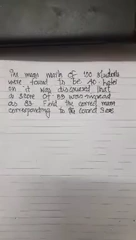 The mean mark of 100 students
were found to be 40. Later
on it was discovered that
a score of 53 was misread
as 83. Find the correct mean
corresponding to the correct score